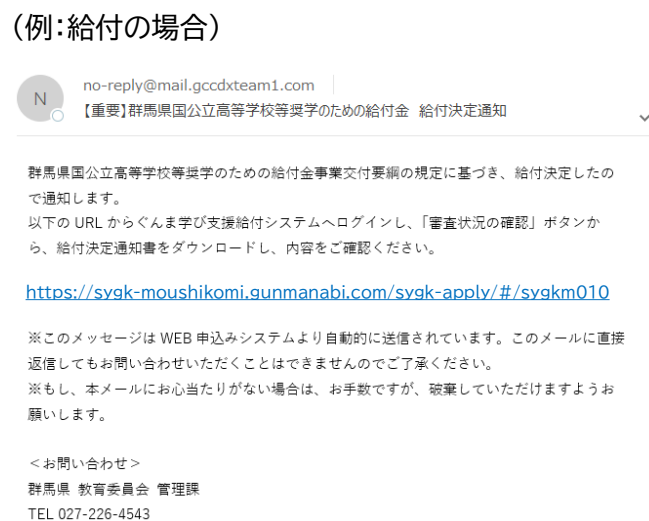 （例：給付の場合）
N
no-reply@mail.gccdxteam1.com
【重要】群馬県国公立高等学校等奨学のための給付金　給付決定通知
群馬県国公立高等学校等奨学のための給付金事業交付要綱の規定に基づき、給付決定したの
で通知します。
以下の URL からぐんま学び支援給付システムへログインし、「審査状況の確認」ボタンか
ら、給付決定通知書をダウンロードし、内容をご確認ください。
https://sygk-moushikomi.gunmanabi.com/sygk-apply/#/sygkm010
※このメッセージは WEB 申込みシステムより自動的に送信されています。このメールに直接
返信してもお問い合わせいただくことはできませんのでご了承ください。
※もし、本メールにお心当たりがない場合は、お手数ですが、破棄していただけますようお
願いします。
＜お問い合わせ＞
群馬県 教育委員会 管理課
TEL 027-226-4543